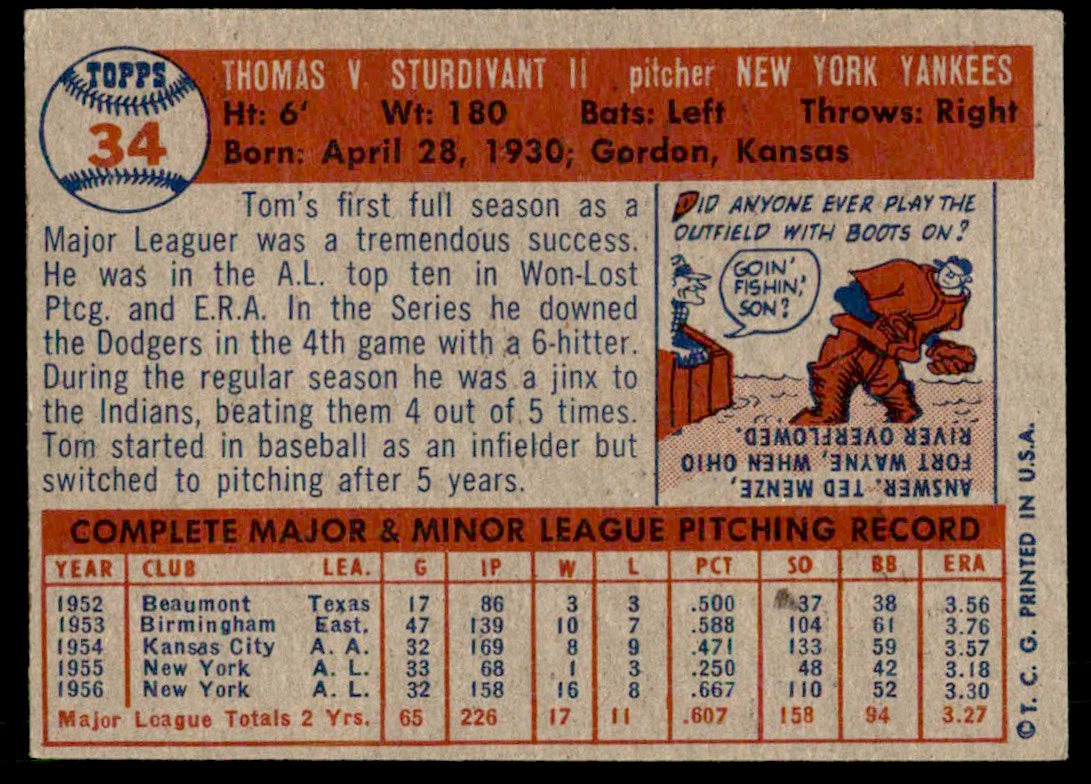 TOPPS
34
THOMAS V. STURDIVANT II pitcher NEW YORK YANKEES
Ht: 6' Wt: 180 Bats: Left Throws: Right
Born: April 28, 1930; Gordon, Kansas
Tom's first full season as a
Major Leaguer was a tremendous success.
He was in the A.L. top ten in Won-Lost
Ptcg. and E.R.A. In the Series he downed
the Dodgers in the 4th game with a 6-hitter.
During the regular season he was a jinx to
the Indians, beating them 4 out of 5 times.
Tom started in baseball as an infielder but
switched to pitching after 5 years.
DID ANYONE EVER PLAY THE
OUTFIELD WITH BOOTS ON?
GOIN'
FISHIN,'
SON?
ANSWER. TED MENZE,
FORT WAYNE, WHEN OHIO
RIVER OVERFLOWED.
COMPLETE MAJOR & MINOR LEAGUE PITCHING RECORD
YEAR CLUB LEA. G IP W L PCT SO BB ERA
1952 Beaumont Texas 17 86 3 3 .500 37 38 3.56
1953 Birmingham East. 47 139 10 7 .588 104 61 3.76
1954 Kansas City A. A. 32 169 8 9 .471 133 59 3.57
1955 New York A. L. 33 68 1 3 .250 48 42 3.18
1956 New York A. L. 32 158 16 8 .667 110 52 3.30
Major League Totals 2 Yrs. 65 226 17 11 .607 158 94 3.27
© T. C. G. PRINTED IN U.S.A.